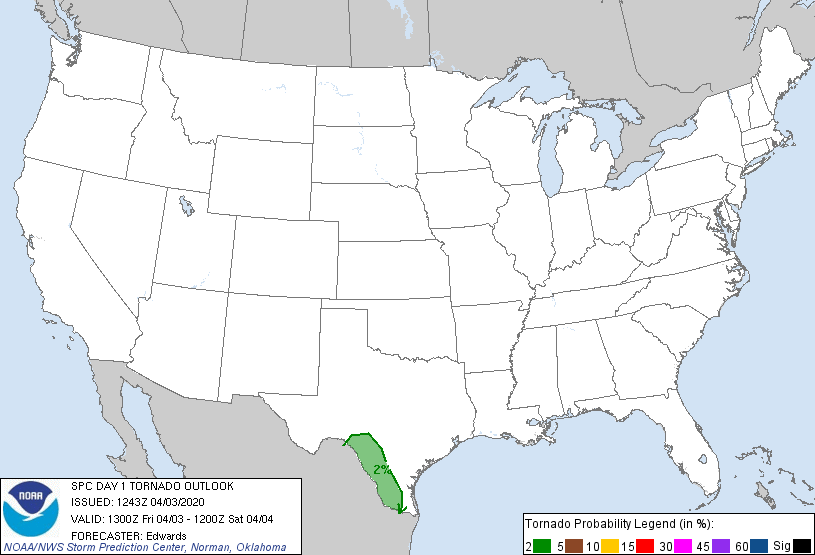 2%
SPC DAY 1 TORNADO OUTLOOK
ISSUED: 1243Z 04/03/2020
VALID: 1300Z Fri 04/03 - 1200Z Sat 04/04
FORECASTER: Edwards
NOAA/NWS Storm Prediction Center, Norman, Oklahoma
NOAA
Tornado Probability Legend (in %):
2 5 10 15 30 45 60 Sig